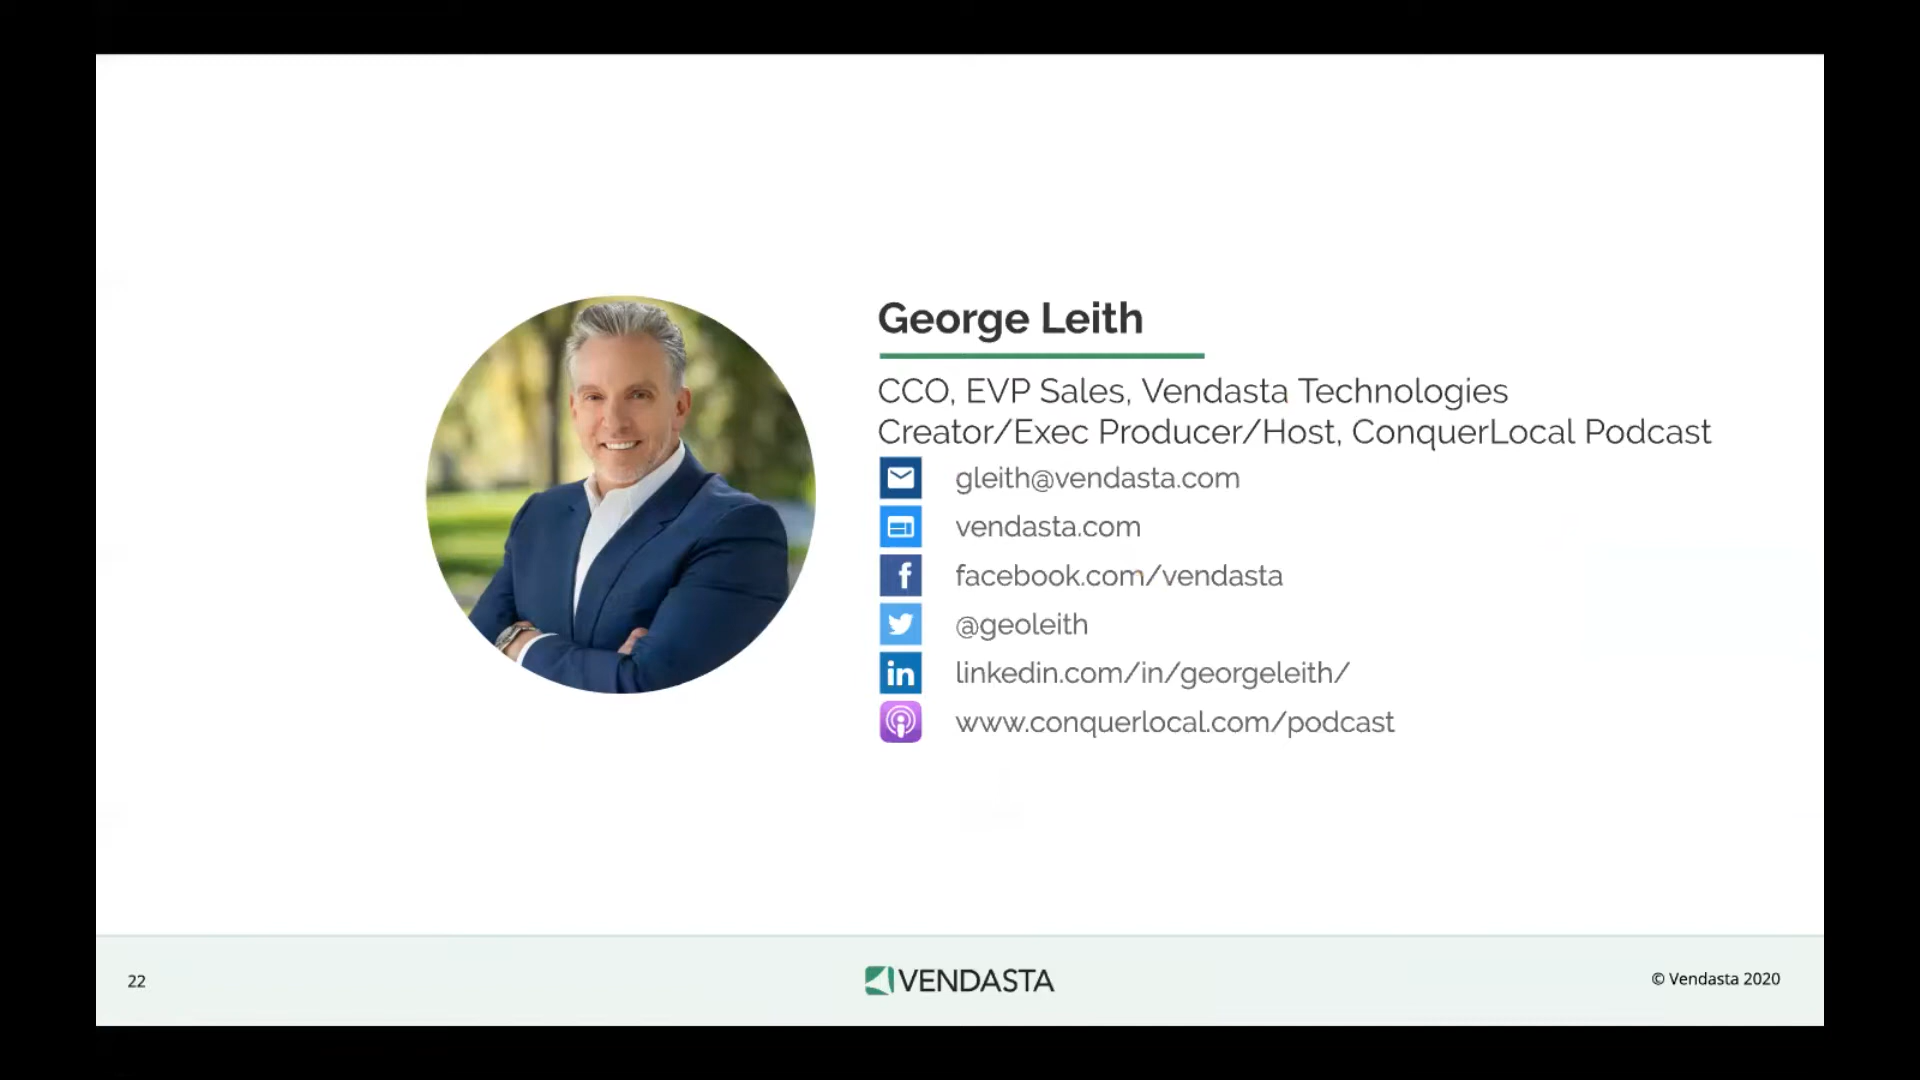 George Leith
CCO, EVP Sales, Vendasta Technologies
Creator/Exec Producer/Host, ConquerLocal Podcast
gleith@vendasta.com
vendasta.com
f facebook.com/vendasta
@geoleith
in linkedin.com/in/georgeleith/
www.conquerlocal.com/podcast
22
VENDASTA
© Vendasta 2020